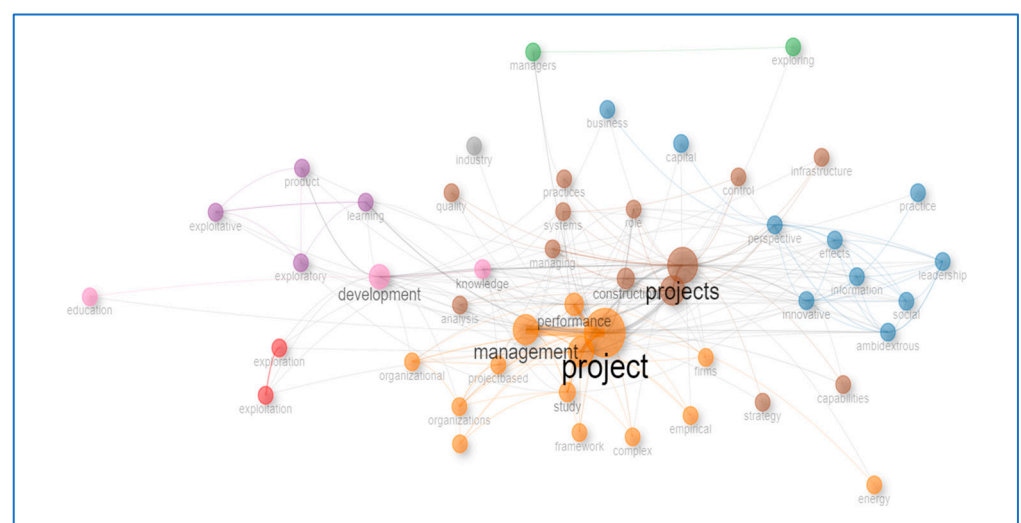 managers
exploring
business
industry
capital
infrastructure
product
practices
control
quality
learning
practice
exploitative
systems
role
perspective
effects
managing
exploratory
leadership
knowledge
information
development
constructi
projects
education
innovative
social
analysis
performance
ambidextrous
exploration
management
organizational
projectbased
project
firms
capabilities
exploitation
study
strategy
organizations
empirical
framework
complex
energy